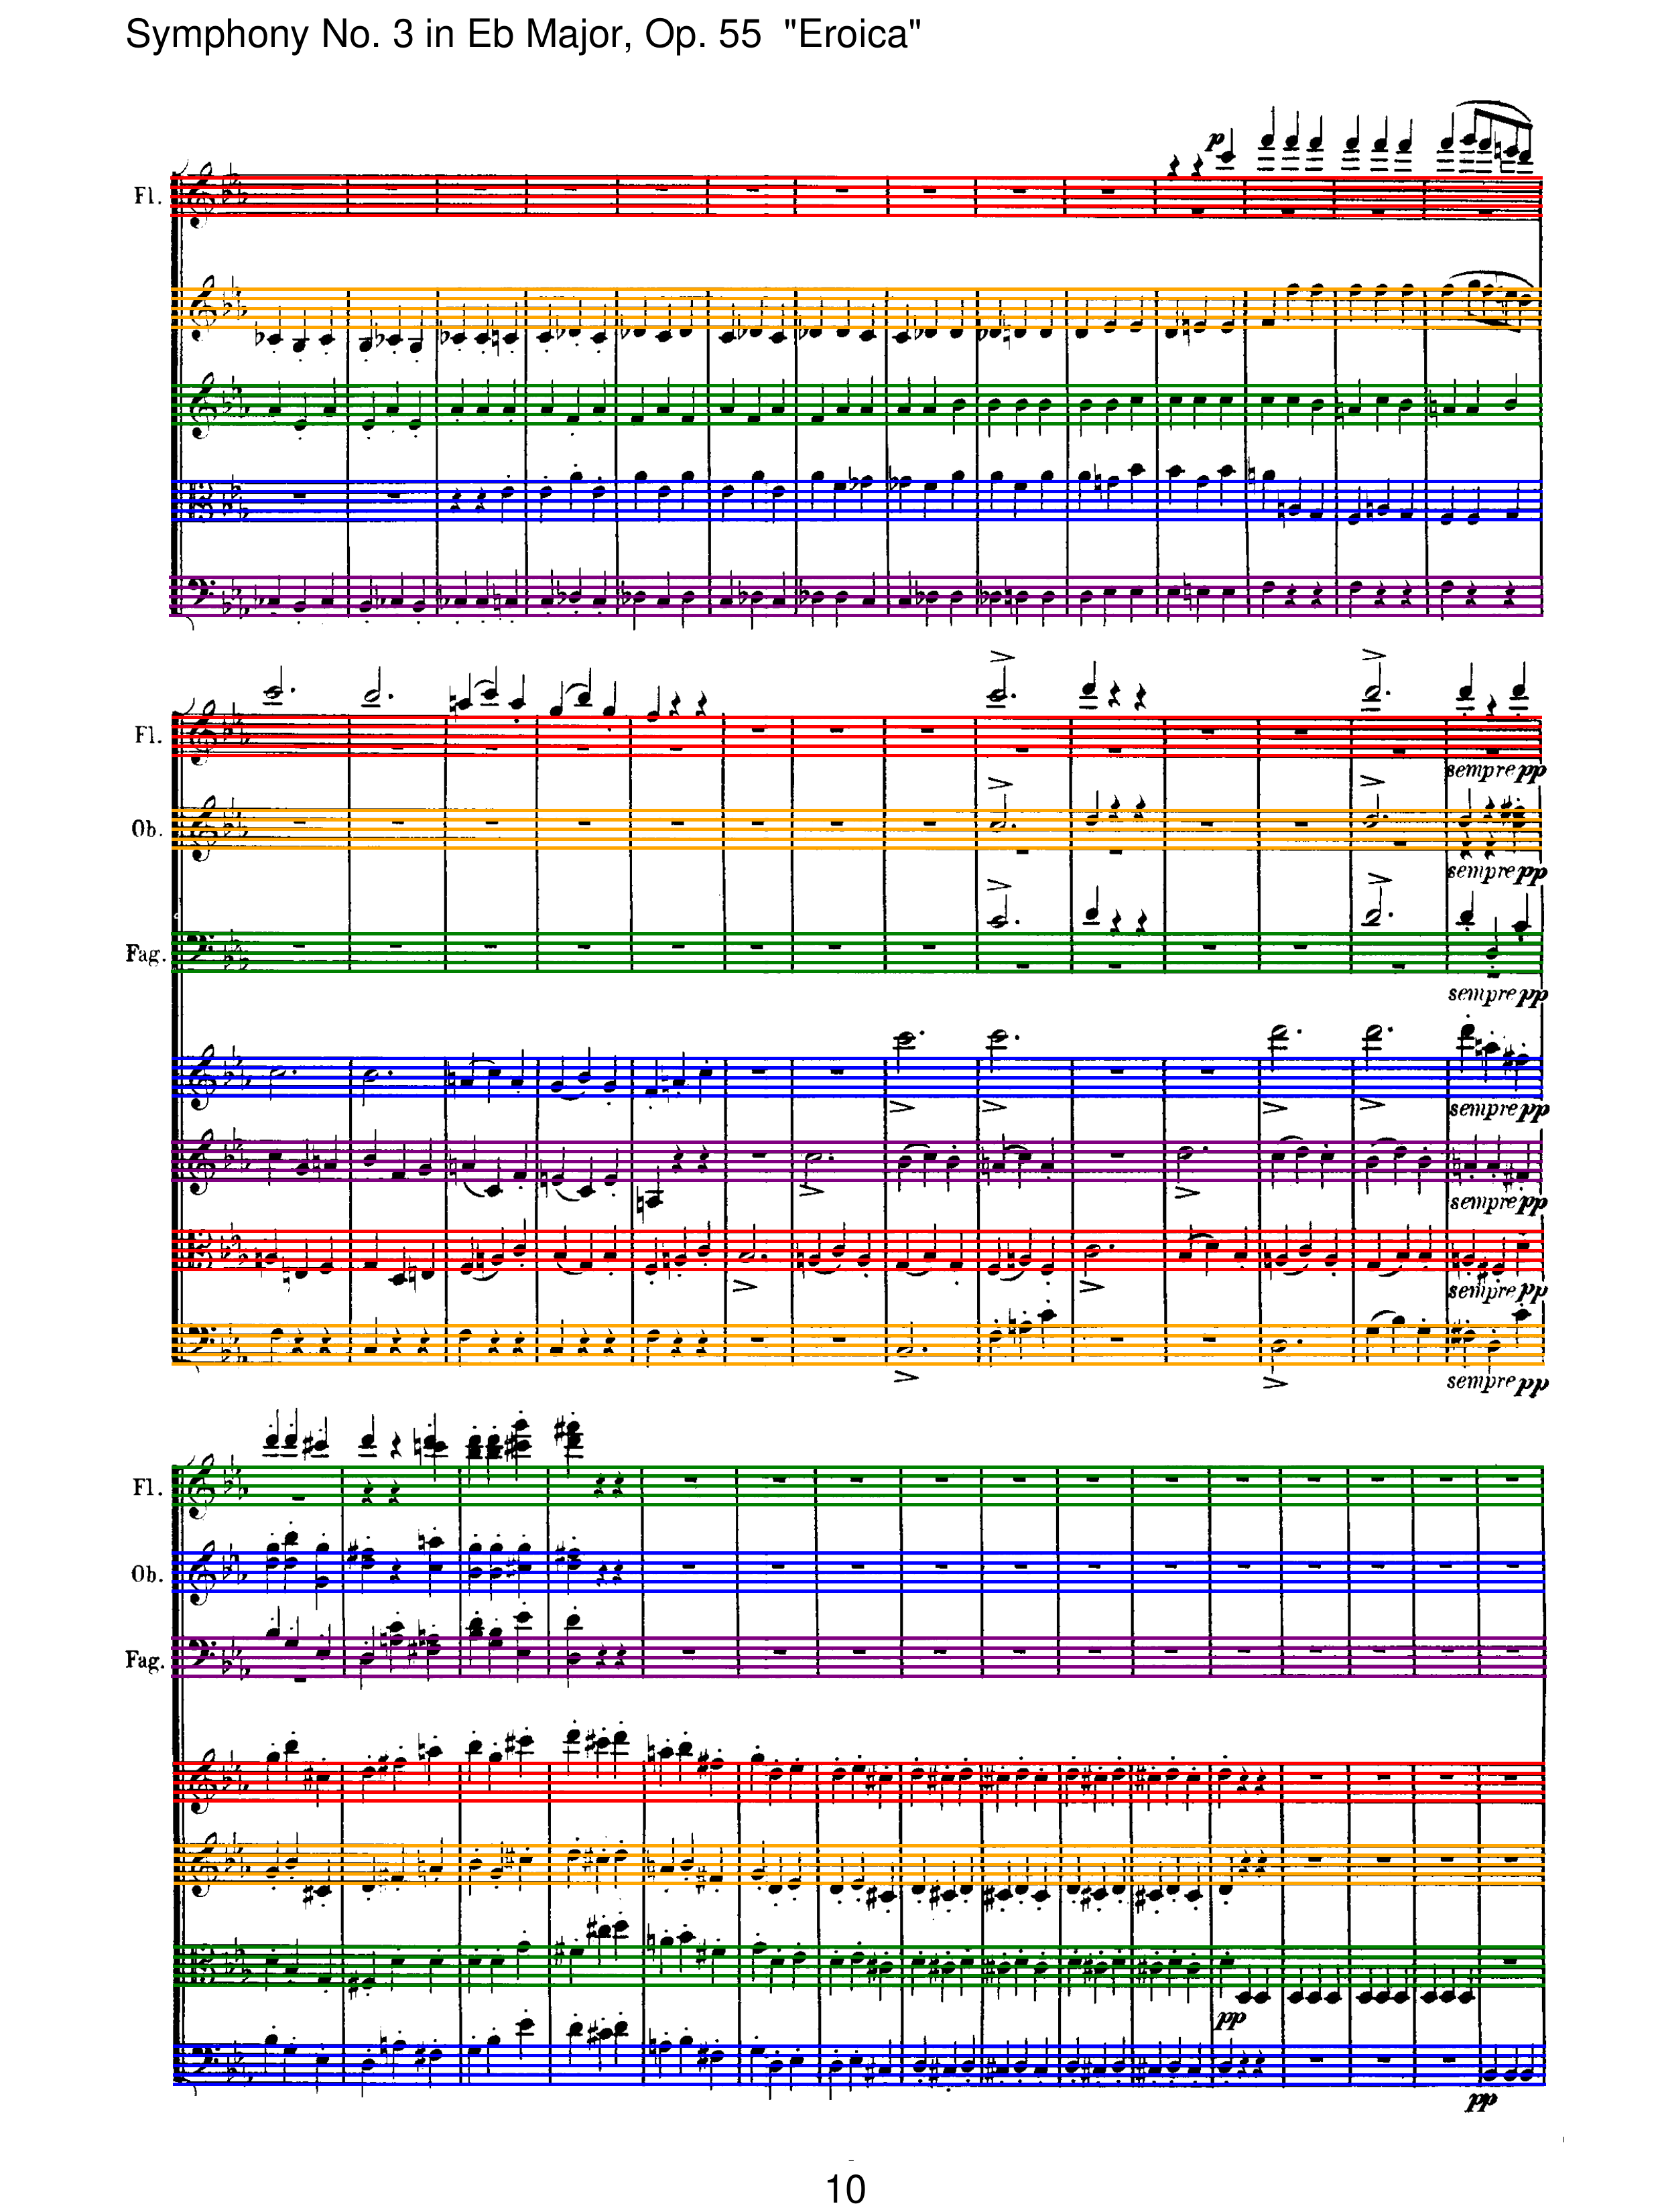 Symphony No. 3 in Eb Major, Op. 55 "Eroica"
p
Fl.
Fl.
sempre pp
Ob.
sempre pp
Fag.
sempre pp
sempre pp
sempre pp
sempre pp
sempre pp
Fl.
Ob.
Fag.
pp
pp
10